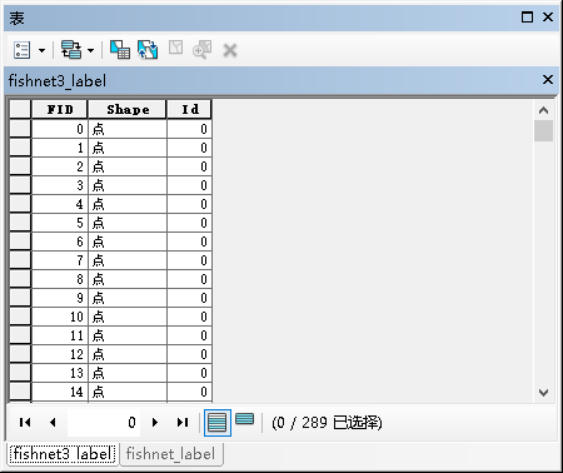 表
fishnet3_label
FID Shape Id
0 点 0
1 点 0
2 点 0
3 点 0
4 点 0
5 点 0
6 点 0
7 点 0
8 点 0
9 点 0
10 点 0
11 点 0
12 点 0
13 点 0
14 点 0
0 (0 / 289 已选择)
fishnet3_label fishnet_label